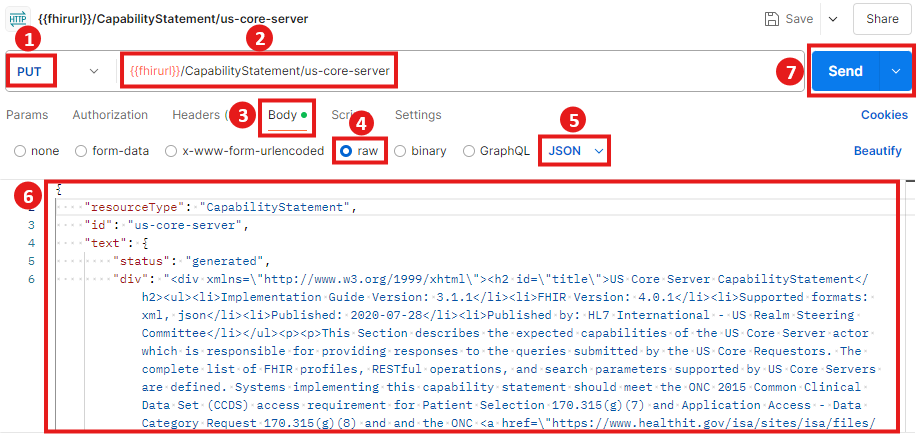 HTTP {{fhirurl}}/CapabilityStatement/us-core-server Save Share
1 2
PUT {{fhirurl}}/CapabilityStatement/us-core-server 7 Send
Params Authorization Headers ( 3 Body Scri Settings Cookies
4 5
none form-data x-www-form-urlencoded raw binary GraphQL JSON Beautify
6 {
2 "resourceType": "CapabilityStatement",
3 "id": "us-core-server",
4 "text": {
5 "status": "generated",
6 "div": "<div xmlns=\"http://www.w3.org/1999/xhtml\"><h2 id=\"title\">US Core Server CapabilityStatement</
h2><ul><li>Implementation Guide Version: 3.1.1</li><li>FHIR Version: 4.0.1</li><li>Supported formats:
xml, json</li><li>Published: 2020-07-28</li><li>Published by: HL7 International - US Realm Steering
Committee</li></ul><p><p>This Section describes the expected capabilities of the US Core Server actor
which is responsible for providing responses to the queries submitted by the US Core Requestors. The
complete list of FHIR profiles, RESTful operations, and search parameters supported by US Core Servers
are defined. Systems implementing this capability statement should meet the ONC 2015 Common Clinical
Data Set (CCDS) access requirement for Patient Selection 170.315(g)(7) and Application Access - Data
Category Request 170.315(g)(8) and and the ONC <a href=\"https://www.healthit.gov/isa/sites/isa/files/